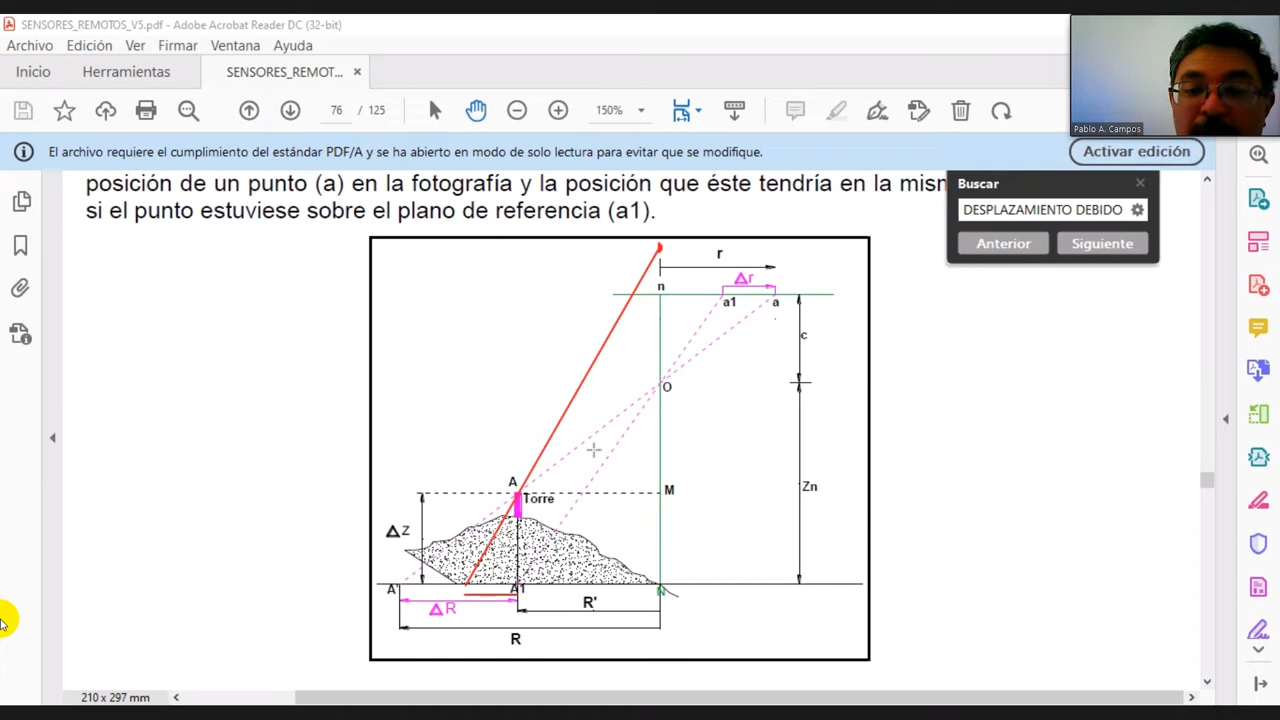 SENSORES_REMOTOS_V5.pdf - Adobe Acrobat Reader DC (32-bit)
Archivo Edición Ver Firmar Ventana Ayuda
Inicio Herramientas SENSORES_REMOT... ×
76 / 125 150%
Pablo A. Campos
El archivo requiere el cumplimiento del estándar PDF/A y se ha abierto en modo de solo lectura para evitar que se modifique. Activar edición
posición de un punto (a) en la fotografía y la posición que éste tendría en la mism
si el punto estuviese sobre el plano de referencia (a1).
Buscar
DESPLAZAMIENTO DEBIDO
Anterior Siguiente
r
Δr
n
a1 a
c
O
A
M
Zn
Torre
ΔZ
A' A1 N
ΔR R'
R
210 x 297 mm